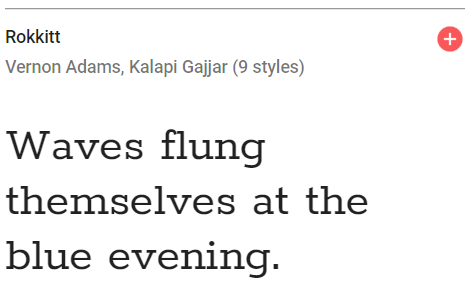 Rokkitt
Vernon Adams, Kalapi Gajjar (9 styles)
Waves flung
themselves at the
blue evening.